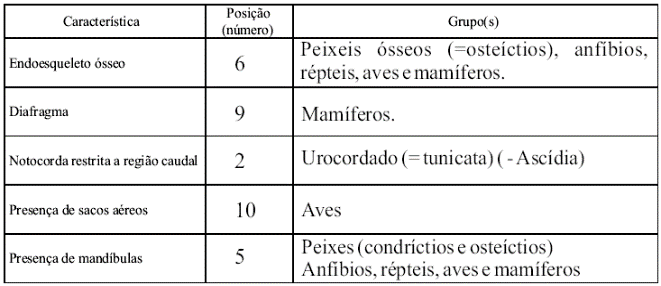 Característica
Posição
(número)
Grupo(s)
Endoesqueleto ósseo
6
Peixeis ósseos (=osteíctios), anfíbios,
répteis, aves e mamíferos.
Diafragma
9
Mamíferos.
Notocorda restrita a região caudal
2
Urocordado (= tunicata) ( - Ascídia)
Presença de sacos aéreos
10
Aves
Presença de mandíbulas
5
Peixes (condríctios e osteíctios)
Anfíbios, répteis, aves e mamíferos